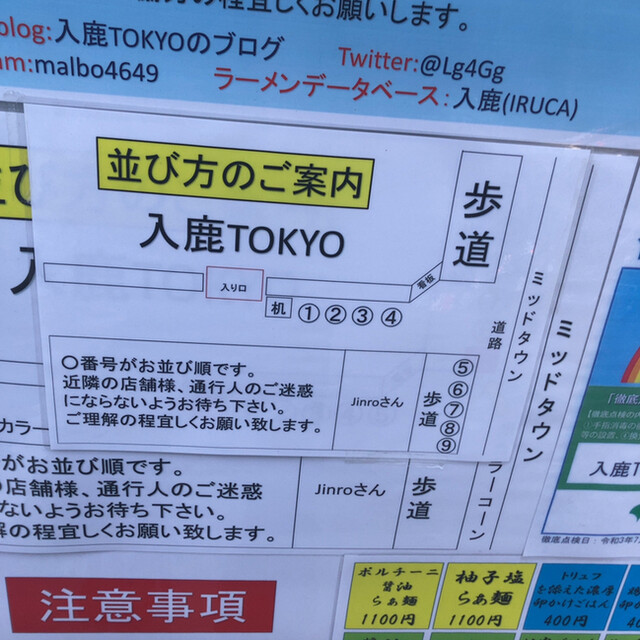 の程宜しくお願いします。
blog:入鹿TOKYOのブログ
Twitter:@Lg4Gg
am:malbo4649
ラーメンデータベース：入鹿(IRUCA)
並び方のご案内
入鹿TOKYO
歩道
入り口
看板
机
①②③④
道路
ミッドタウン
ミッドタウン
〇番号がお並び順です。
近隣の店舗様、通行人のご迷惑
にならないようお待ち下さい。
ご理解の程宜しくお願い致します。
Jinroさん
歩道
⑤
⑥
⑦
⑧
⑨
カラー
お並び順です。
の店舗様、通行人のご迷惑
ないようお待ち下さい。
解の程宜しくお願い致します。
Jinroさん
歩道
ラーコーン
「徹底
入鹿T
徹底点検日：令和3年7
注意事項
ポルチーニ
醤油
らぁ麺
1100円
柚子塩
らぁ麺
1100円
トリュフ
を添えた濃厚
卵かけごはん
400円